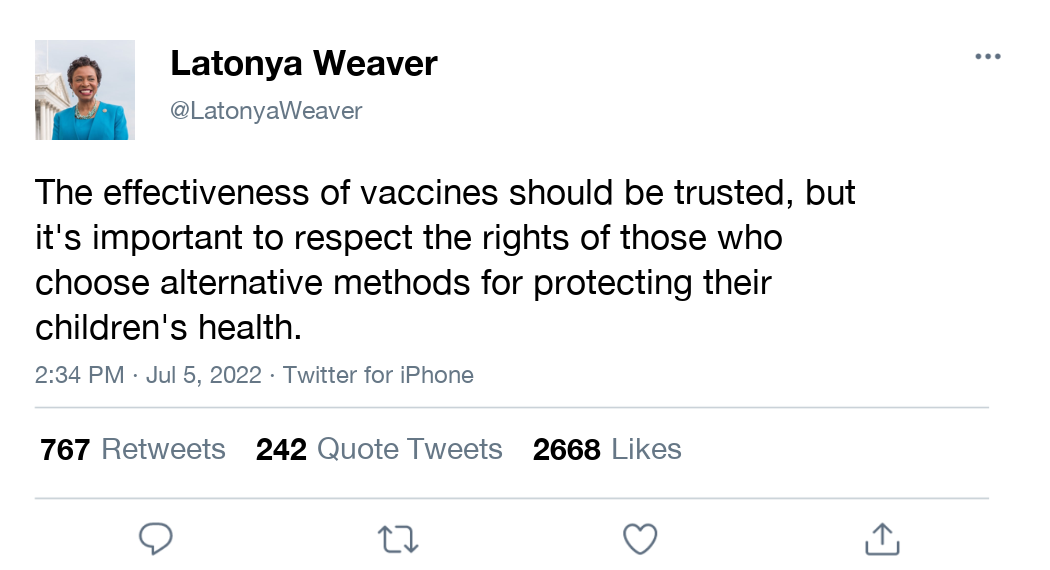 Latonya Weaver
@LatonyaWeaver
The effectiveness of vaccines should be trusted, but
it's important to respect the rights of those who
choose alternative methods for protecting their
children's health.
2:34 PM · Jul 5, 2022 · Twitter for iPhone
767 Retweets 242 Quote Tweets 2668 Likes